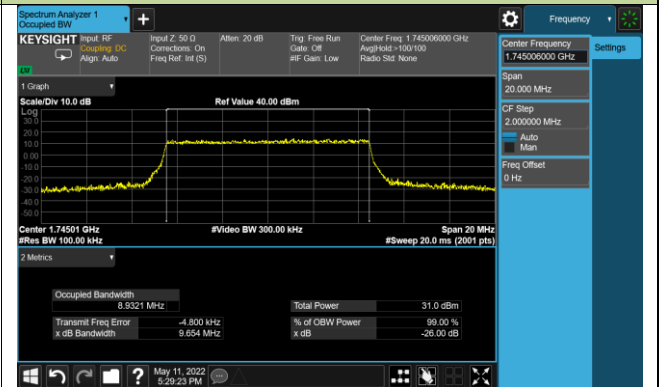 Spectrum Analyzer 1
Occupied BW
Frequency
KEYSIGHT
Input: RF
Coupling: DC
Align: Auto
Input Z: 50 Ω
Corrections: On
Freq Ref: Int (S)
Atten: 20 dB
Trig: Free Run
Gate: Off
#IF Gain: Low
Center Freq: 1.745006000 GHz
Avg|Hold:>100/100
Radio Std: None
LW
Center Frequency
1.745006000 GHz
Settings
Span
20.000 MHz
CF Step
2.000000 MHz
Auto
Man
Freq Offset
0 Hz
1 Graph
Scale/Div 10.0 dB
Ref Value 40.00 dBm
Log
30.0
20.0
10.0
0.00
-10.0
-20.0
-30.0
-40.0
-50.0
Center 1.74501 GHz
#Video BW 300.00 kHz
Span 20 MHz
#Res BW 100.00 kHz
#Sweep 20.0 ms (2001 pts)
2 Metrics
Occupied Bandwidth
8.9321 MHz
Total Power
31.0 dBm
Transmit Freq Error
-4.800 kHz
% of OBW Power
99.00 %
x dB Bandwidth
9.654 MHz
x dB
-26.00 dB
May 11, 2022
5:29:23 PM